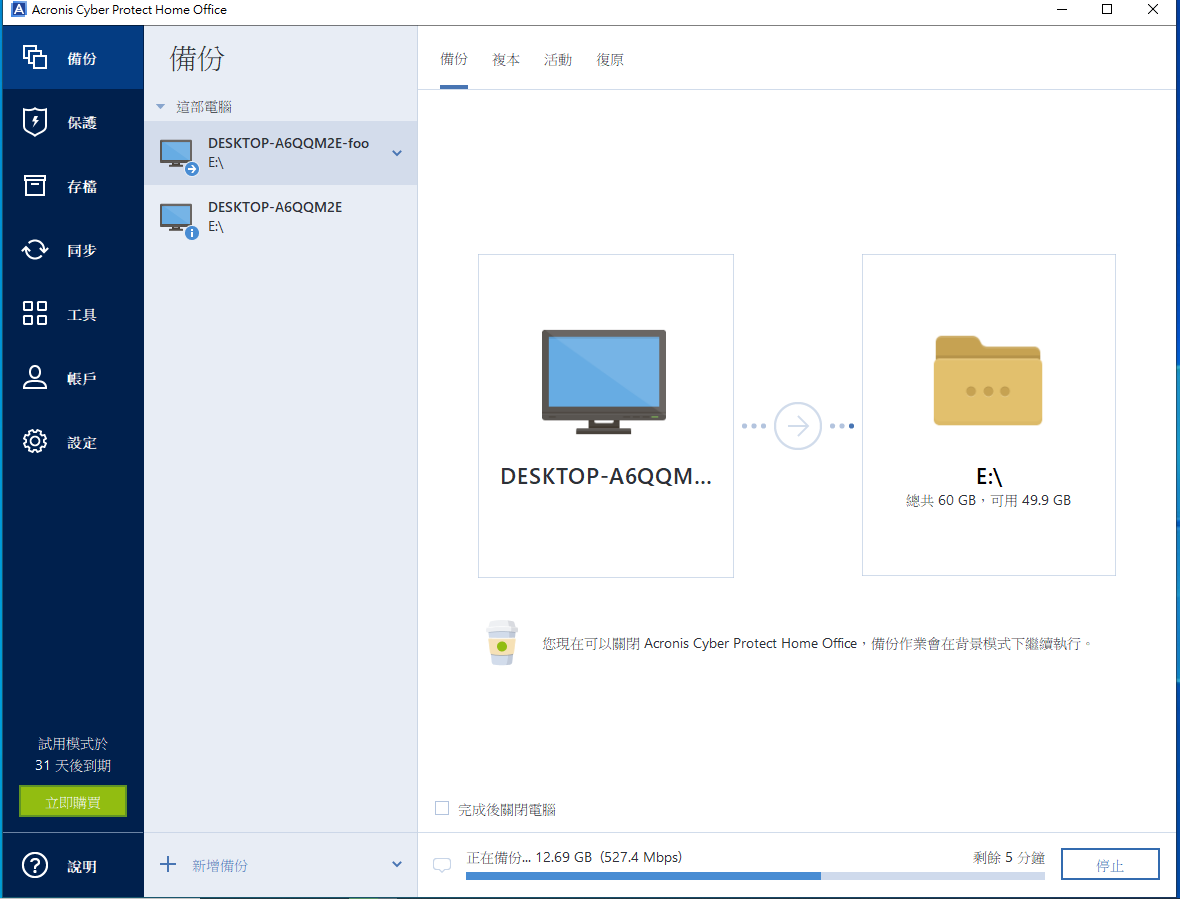 Acronis Cyber Protect Home Office
備份
保護
存檔
同步
工具
帳戶
設定
試用模式於
31 天後到期
立即購買
說明
備份
這部電腦
DESKTOP-A6QQM2E-foo
E:\
DESKTOP-A6QQM2E
E:\
新增備份
備份 複本 活動 復原
DESKTOP-A6QQM...
E:\
總共 60 GB，可用 49.9 GB
您現在可以關閉 Acronis Cyber Protect Home Office，備份作業會在背景模式下繼續執行。
完成後關閉電腦
正在備份... 12.69 GB (527.4 Mbps) 剩餘 5 分鐘
停止